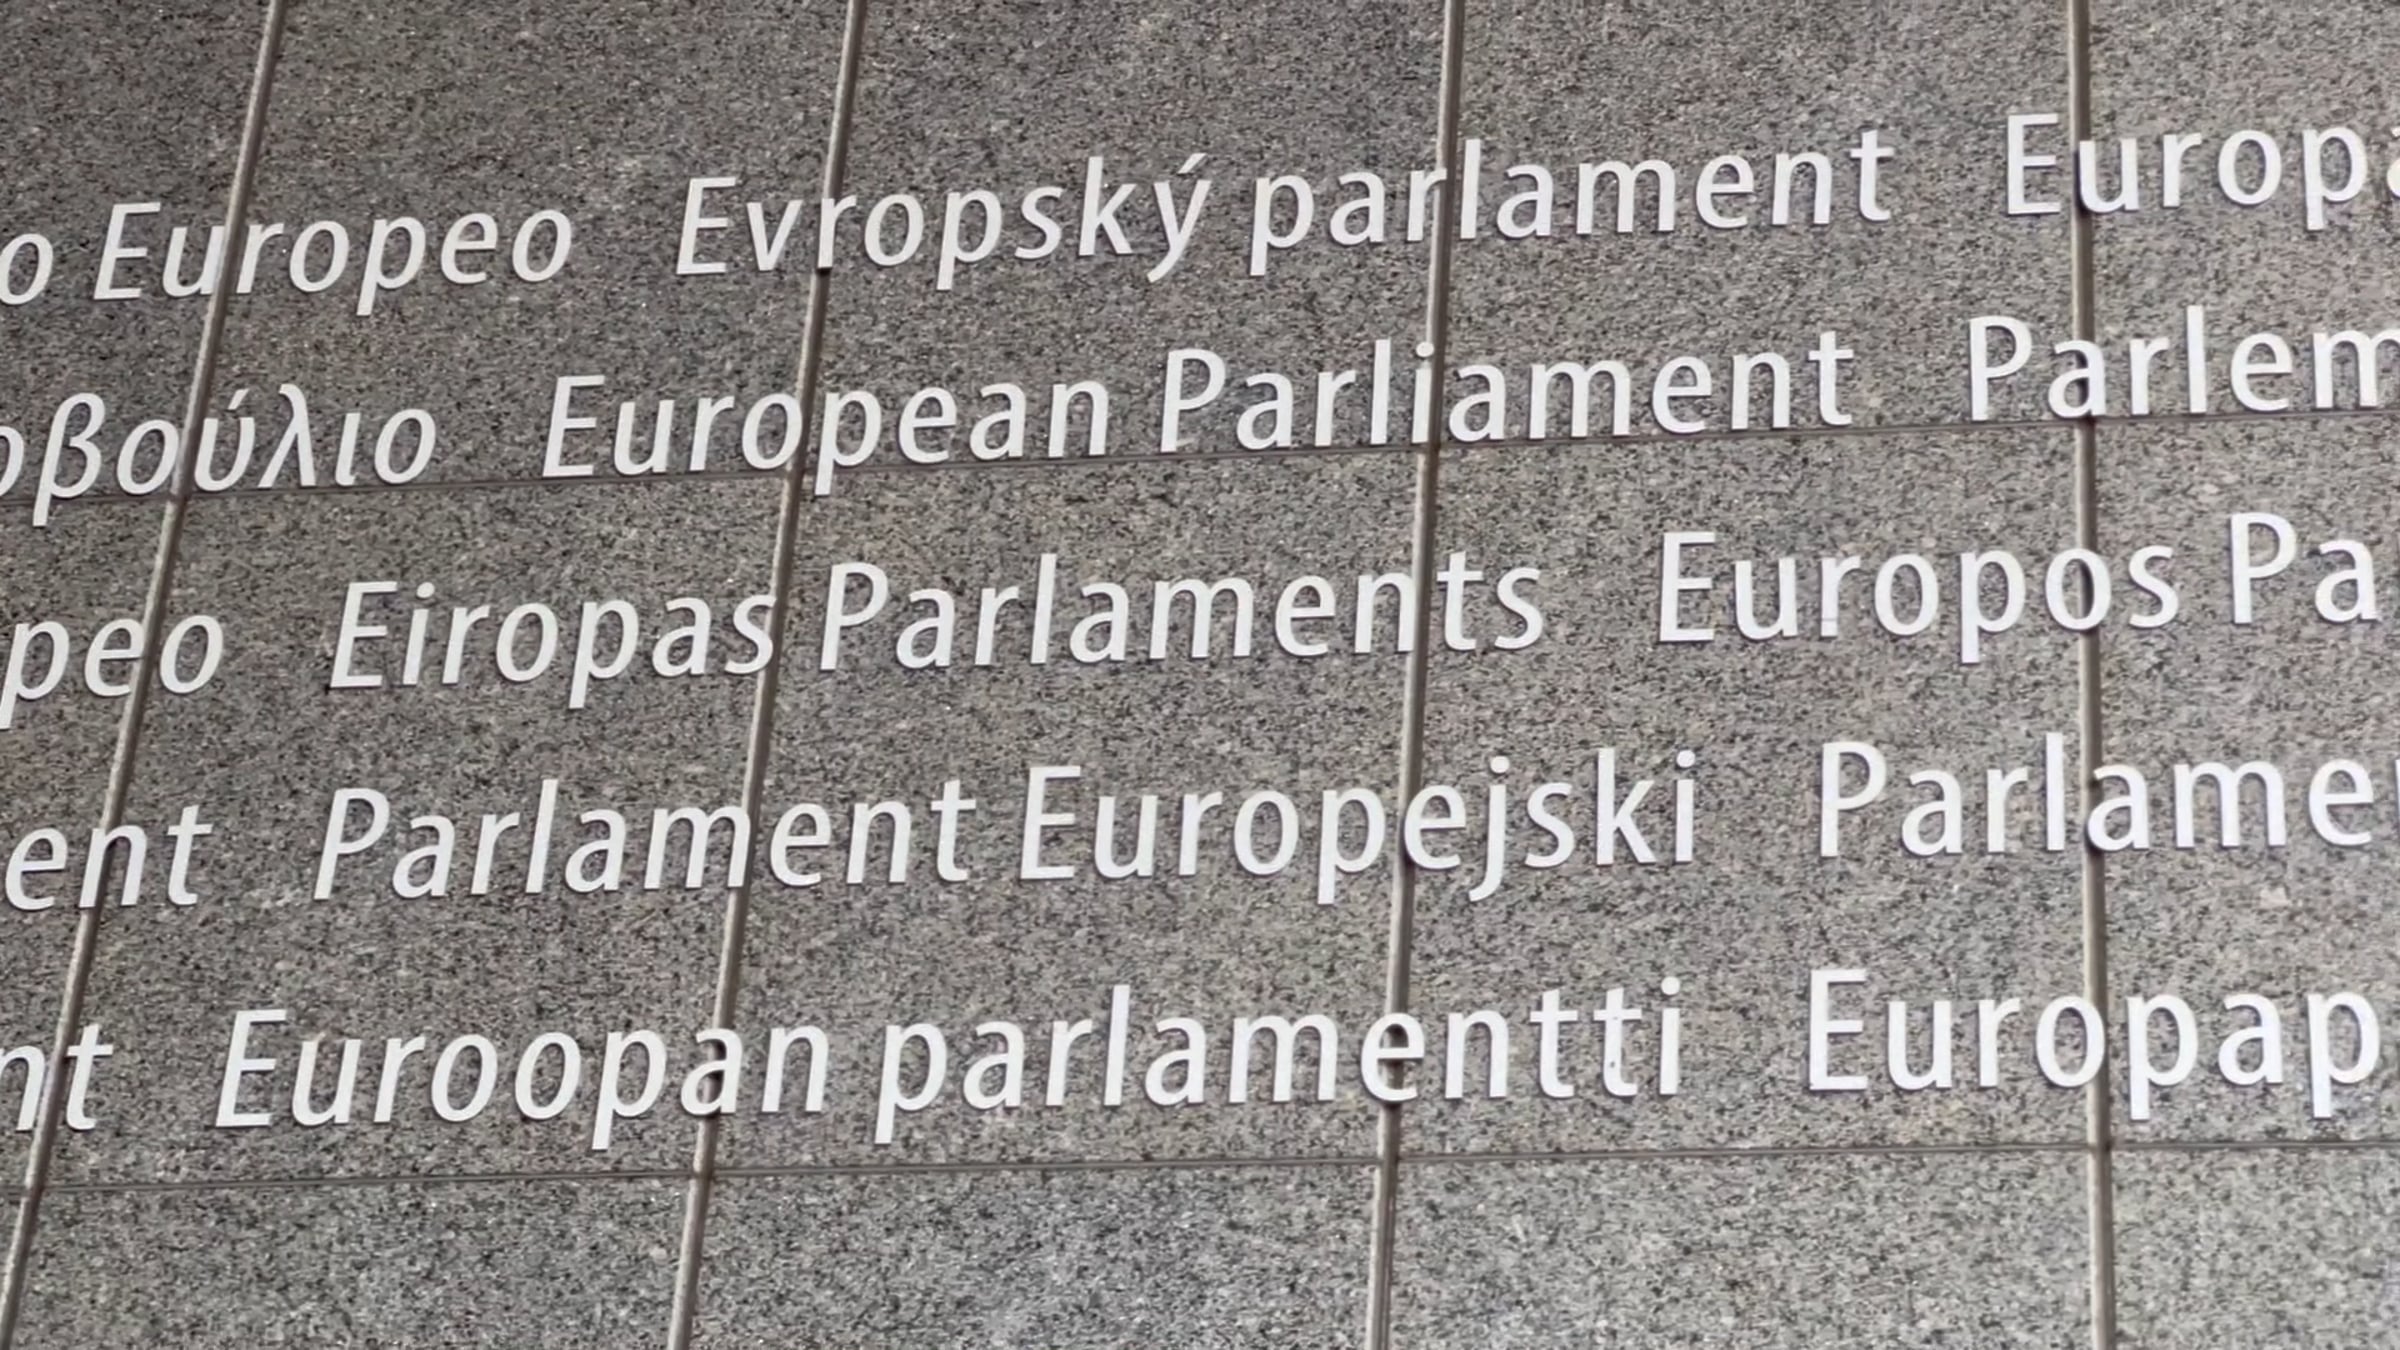 o Europeo Evropský parlament Europa
οβούλιο European Parliament Parlem
peo Eiropas Parlaments Europos Pa
ent Parlament Europejski Parlame
nt Euroopan parlamentti Europap